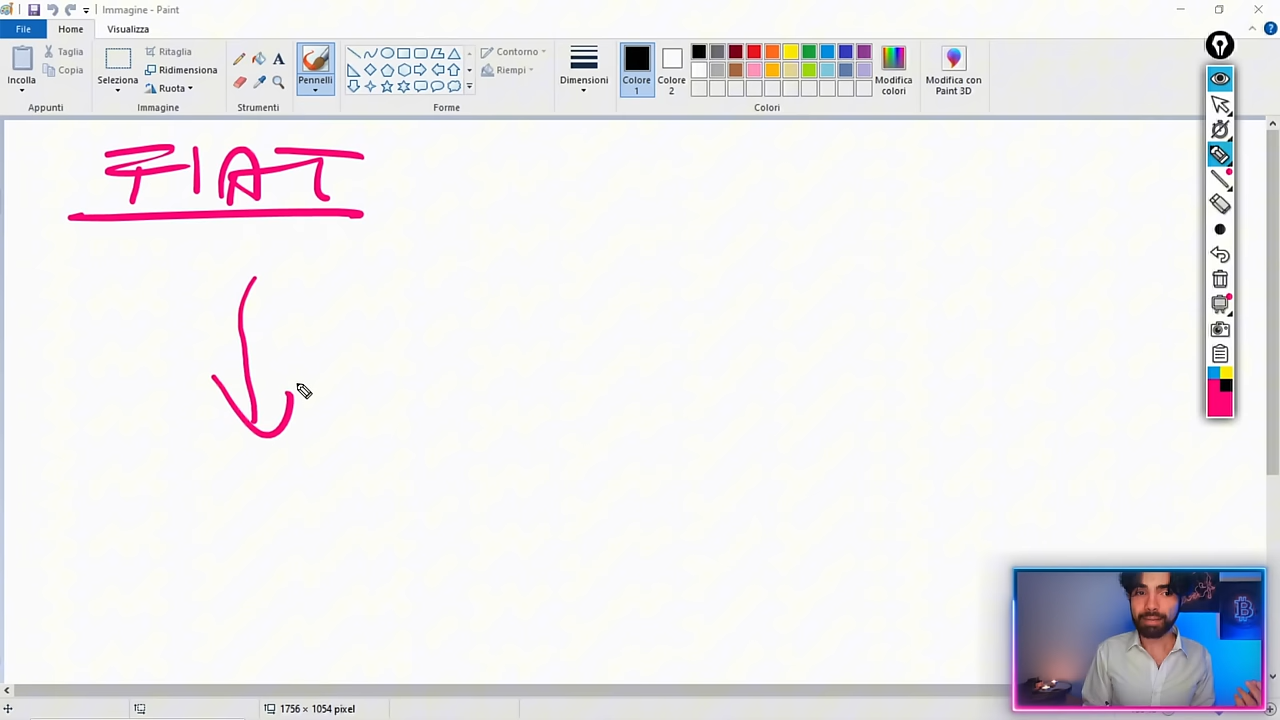 Immagine - Paint
File Home Visualizza
Incolla
Taglia
Copia
Appunti
Seleziona
Ritaglia
Ridimensiona
Ruota
Immagine
A
Strumenti
Pennelli
Contorno
Riempi
Forme
Dimensioni
Colore 1
Colore 2
Colori
Modifica colori
Modifica con Paint 3D
FIAT
1756 × 1054 pixel